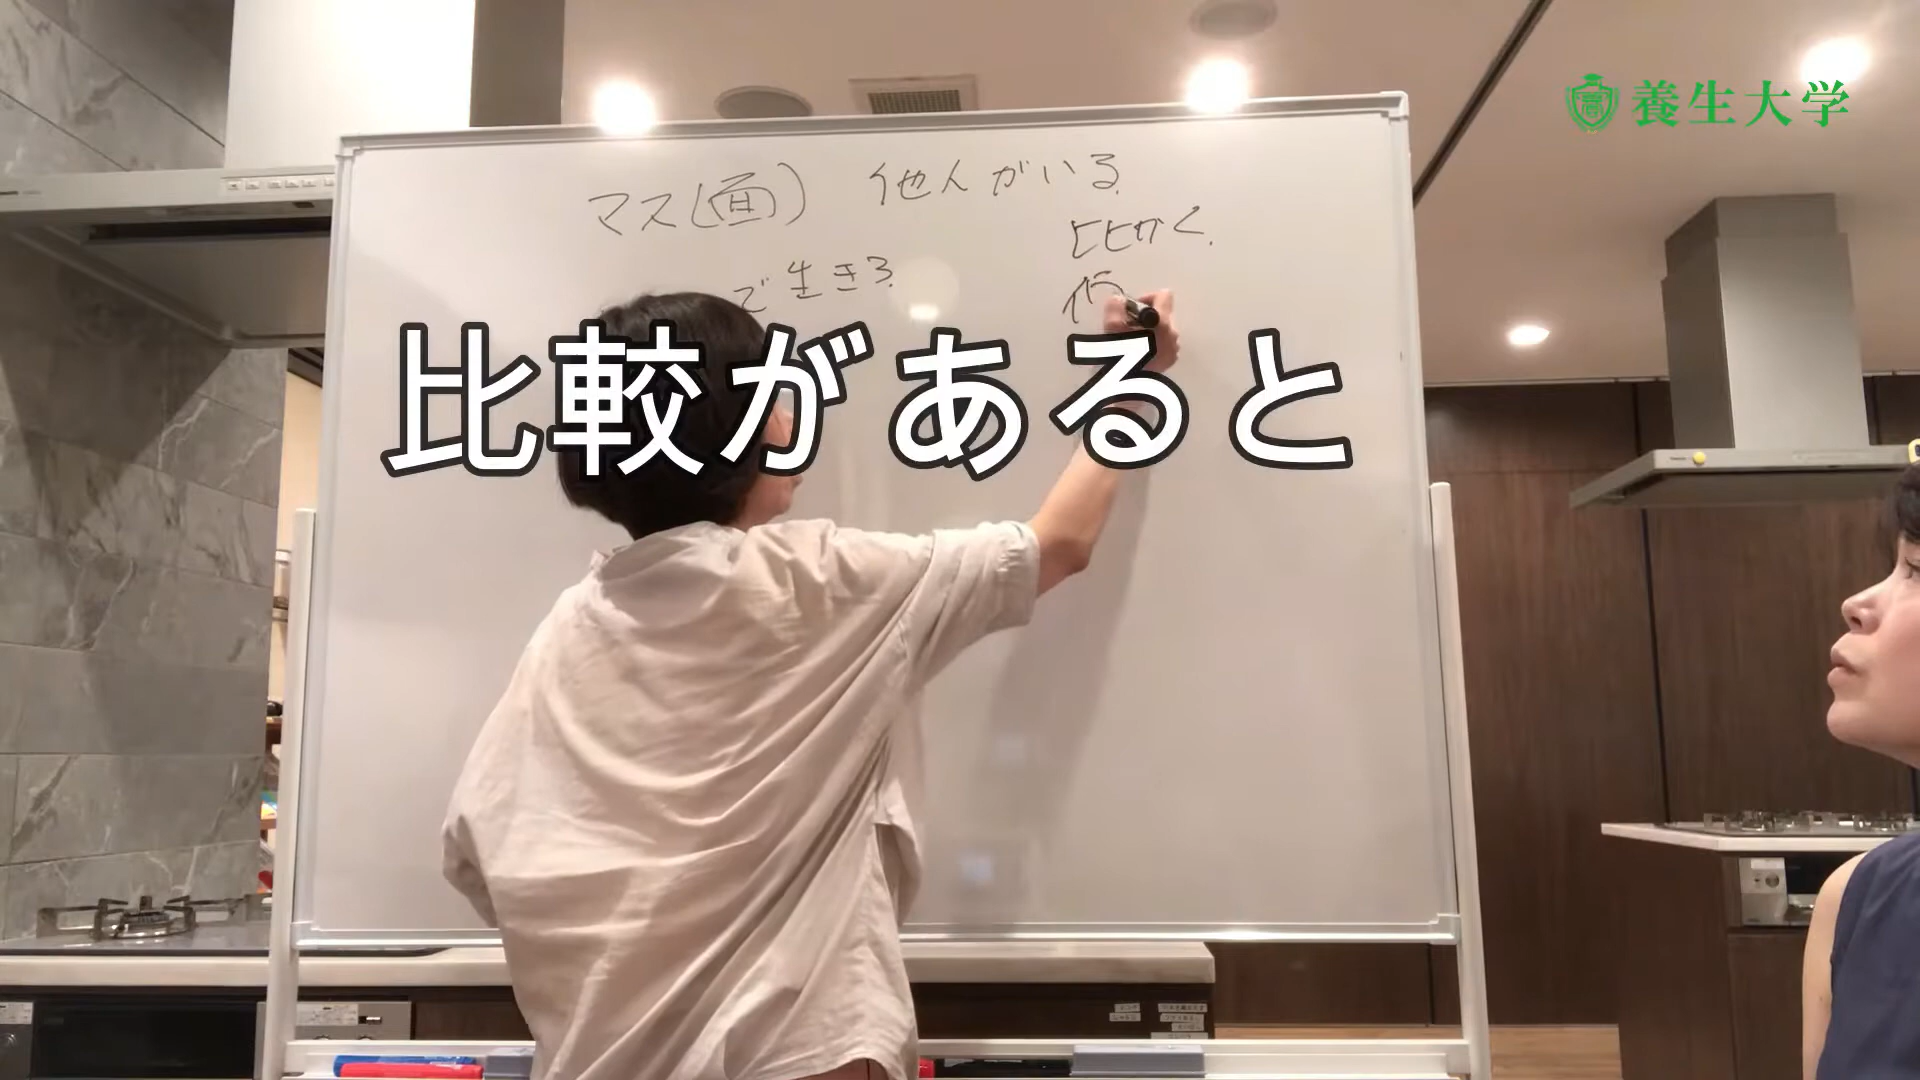 養生大学
マス(面) 他人がいる.
比かく.
で生きる.
比較があると